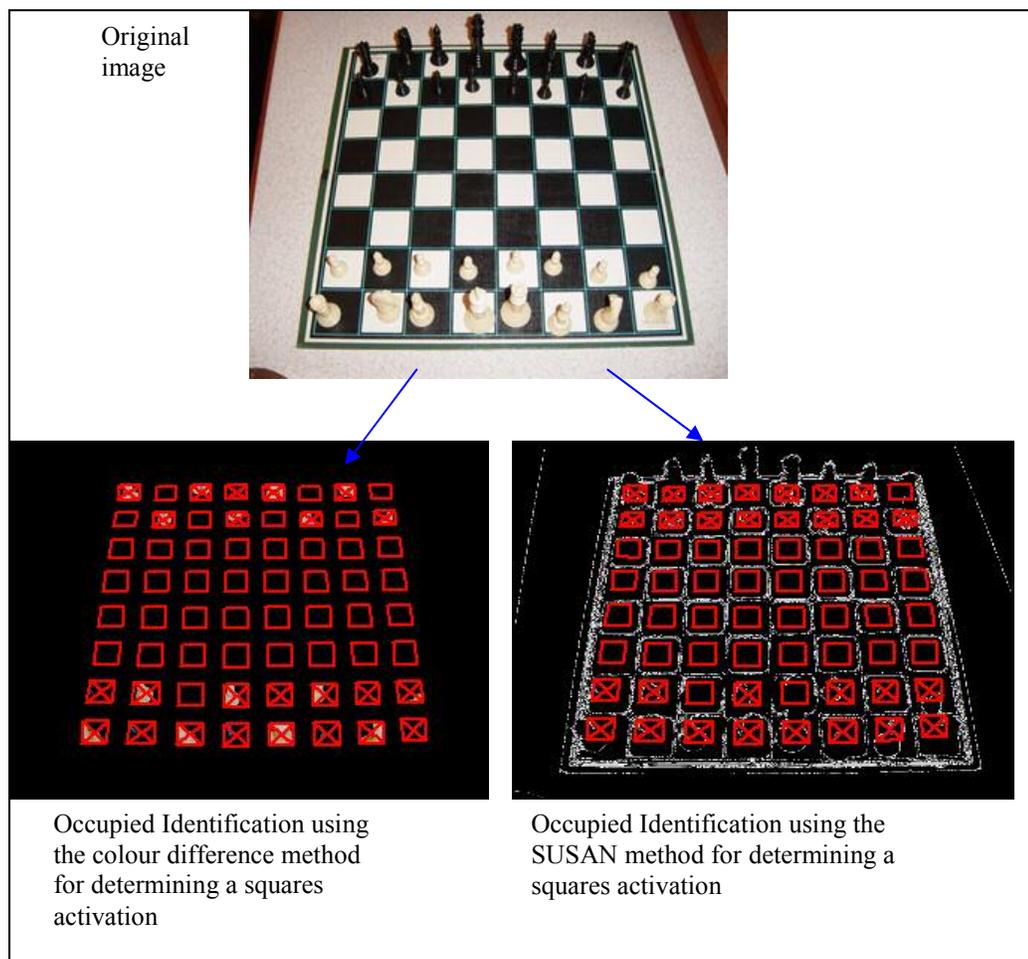 Original
image
Occupied Identification using
the colour difference method
for determining a squares
activation
Occupied Identification using the
SUSAN method for determining a
squares activation